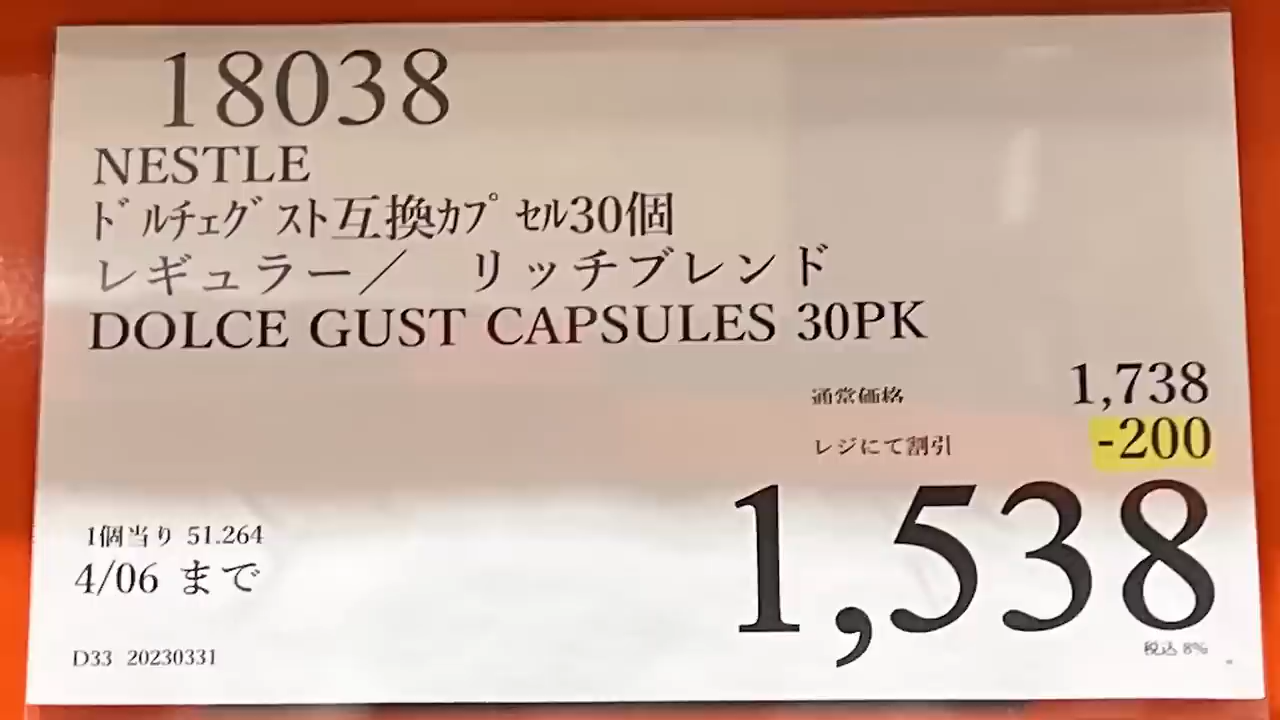 18038
NESTLE
ﾄﾞﾙﾁｪｸﾞｽﾄ互換ｶﾌﾟｾﾙ30個
レギュラー／　リッチブレンド
DOLCE GUST CAPSULES 30PK
通常価格 1,738
レジにて割引 -200
1,538
税込 8%
1個当り 51.264
4/06 まで
D33 20230331